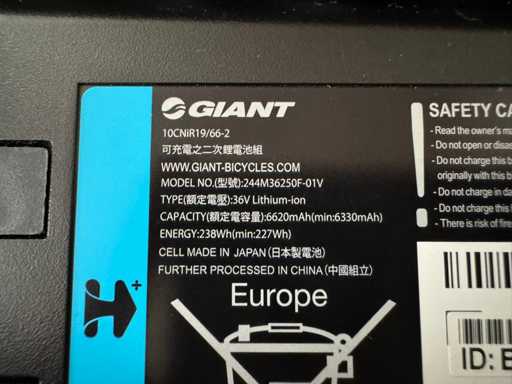 GIANT
10CNiR19/66-2
可充電之二次鋰電池組
WWW.GIANT-BICYCLES.COM
MODEL NO.(型號):244M36250F-01V
TYPE(額定電壓):36V Lithium-ion
CAPACITY(額定電容量):6620mAh(min:6330mAh)
ENERGY:238Wh(min:227Wh)
CELL MADE IN JAPAN(日本製電池)
FURTHER PROCESSED IN CHINA(中國組立)
Europe
SAFETY CA
- Read the owner's ma
- Do not open or disas
- Do not charge this b
originally with this b
- Do not charge in da
- Do not charge this
- There is risk of fire
ID: E